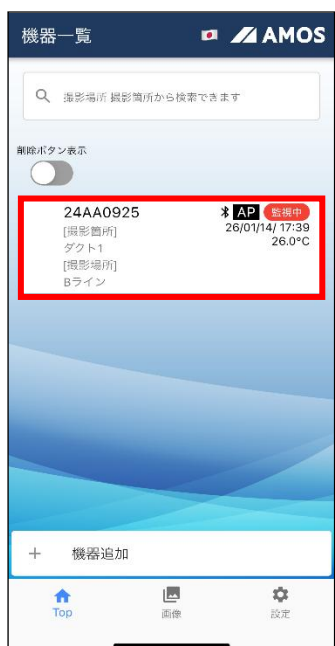 機器一覧
AMOS
撮影場所 撮影箇所から検索できます
削除ボタン表示
24AA0925 AP 監視中
[撮影箇所] 26/01/14/ 17:39
ダクト1 26.0°C
[撮影場所]
Bライン
+ 機器追加
Top 画像 設定